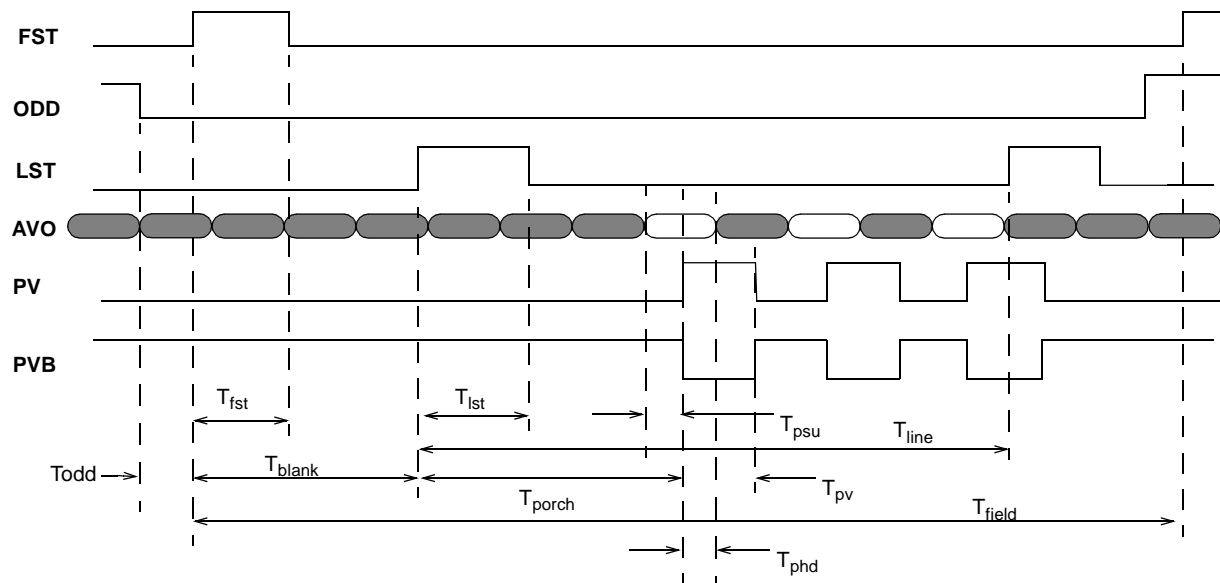 FST
ODD
LST
AVO
PV
PVB
Tfst
Tlst
Tpsu
Tline
Todd
Tblank
Tporch
Tpv
Tfield
Tphd